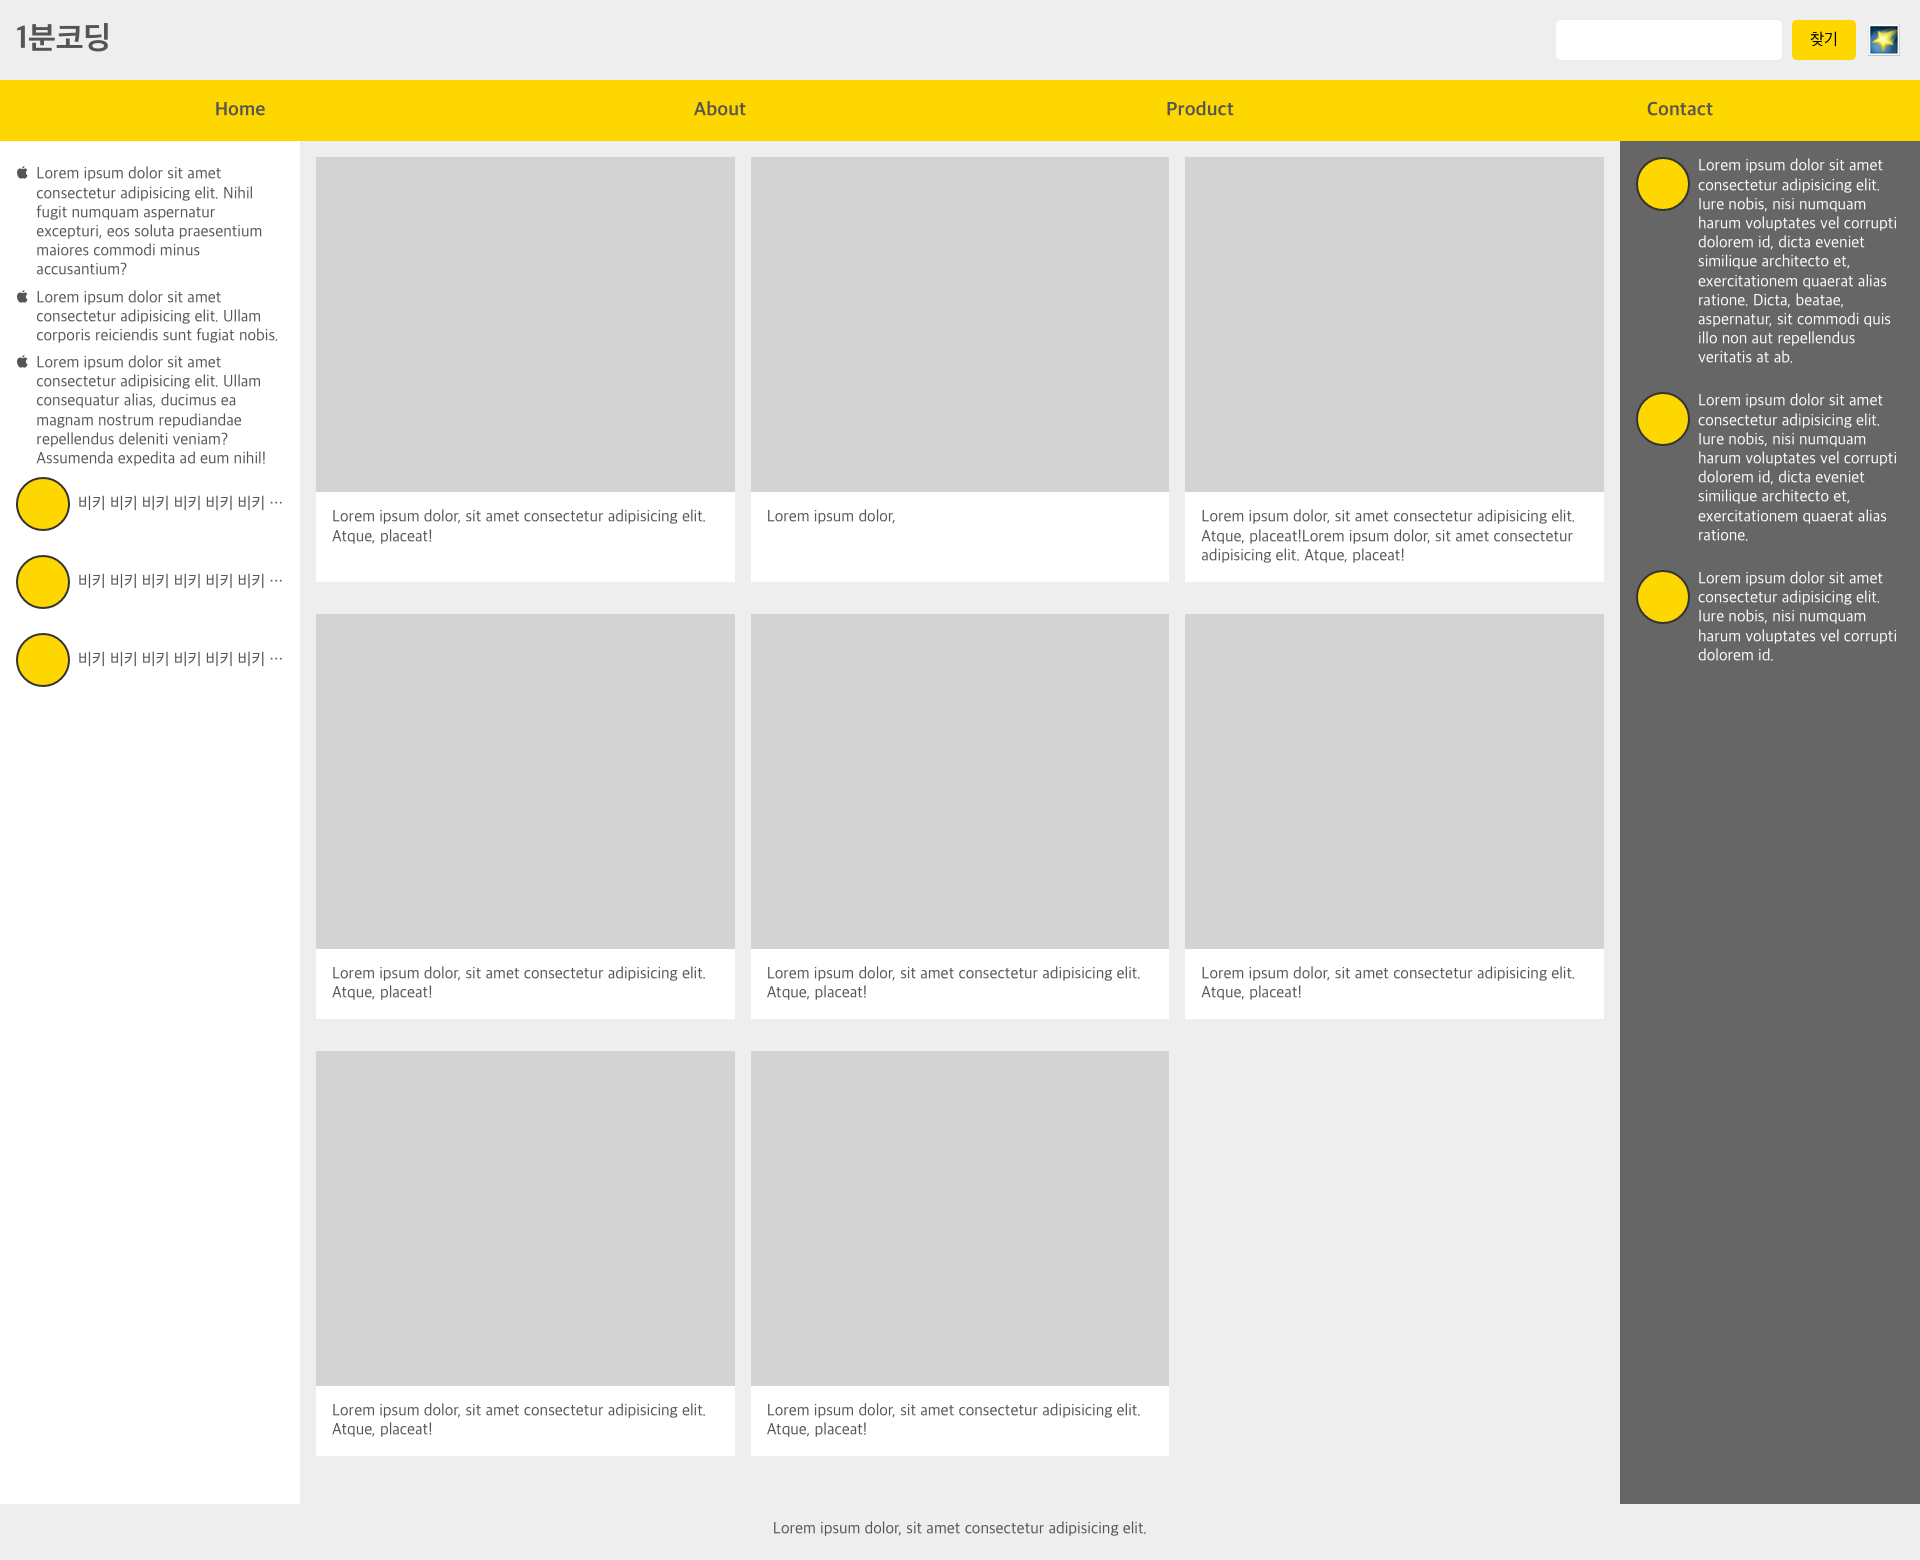 1분코딩
찾기
Home
About
Product
Contact
Lorem ipsum dolor sit amet
consectetur adipisicing elit. Nihil
fugit numquam aspernatur
excepturi, eos soluta praesentium
maiores commodi minus
accusantium?
Lorem ipsum dolor sit amet
consectetur adipisicing elit. Ullam
corporis reiciendis sunt fugiat nobis.
Lorem ipsum dolor sit amet
consectetur adipisicing elit. Ullam
consequatur alias, ducimus ea
magnam nostrum repudiandae
repellendus deleniti veniam?
Assumenda expedita ad eum nihil!
비키 비키 비키 비키 비키 비키 …
비키 비키 비키 비키 비키 비키 …
비키 비키 비키 비키 비키 비키 …
Lorem ipsum dolor, sit amet consectetur adipisicing elit.
Atque, placeat!
Lorem ipsum dolor,
Lorem ipsum dolor, sit amet consectetur adipisicing elit.
Atque, placeat!Lorem ipsum dolor, sit amet consectetur
adipisicing elit. Atque, placeat!
Lorem ipsum dolor, sit amet consectetur adipisicing elit.
Atque, placeat!
Lorem ipsum dolor, sit amet consectetur adipisicing elit.
Atque, placeat!
Lorem ipsum dolor, sit amet consectetur adipisicing elit.
Atque, placeat!
Lorem ipsum dolor, sit amet consectetur adipisicing elit.
Atque, placeat!
Lorem ipsum dolor, sit amet consectetur adipisicing elit.
Atque, placeat!
Lorem ipsum dolor sit amet
consectetur adipisicing elit.
Iure nobis, nisi numquam
harum voluptates vel corrupti
dolorem id, dicta eveniet
similique architecto et,
exercitationem quaerat alias
ratione. Dicta, beatae,
aspernatur, sit commodi quis
illo non aut repellendus
veritatis at ab.
Lorem ipsum dolor sit amet
consectetur adipisicing elit.
Iure nobis, nisi numquam
harum voluptates vel corrupti
dolorem id, dicta eveniet
similique architecto et,
exercitationem quaerat alias
ratione.
Lorem ipsum dolor sit amet
consectetur adipisicing elit.
Iure nobis, nisi numquam
harum voluptates vel corrupti
dolorem id.
Lorem ipsum dolor, sit amet consectetur adipisicing elit.